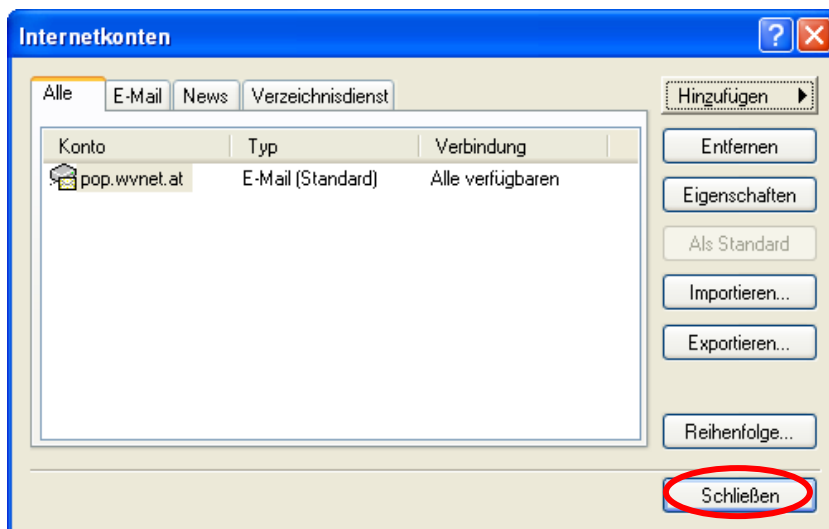 Internetkonten
Alle E-Mail News Verzeichnisdienst
Konto Typ Verbindung
pop.wvnet.at E-Mail (Standard) Alle verfügbaren
Hinzufügen
Entfernen
Eigenschaften
Als Standard
Importieren...
Exportieren...
Reihenfolge...
Schließen